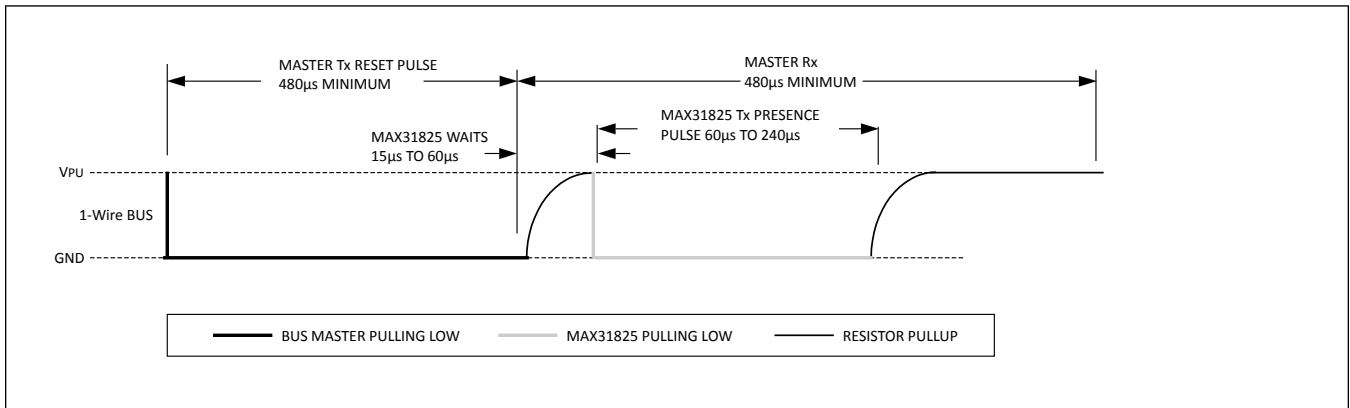 MASTER Tx RESET PULSE
480µs MINIMUM
MASTER Rx
480µs MINIMUM
MAX31825 WAITS
15µs TO 60µs
MAX31825 Tx PRESENCE
PULSE 60µs TO 240µs
VPU
1-Wire BUS
GND
BUS MASTER PULLING LOW
MAX31825 PULLING LOW
RESISTOR PULLUP